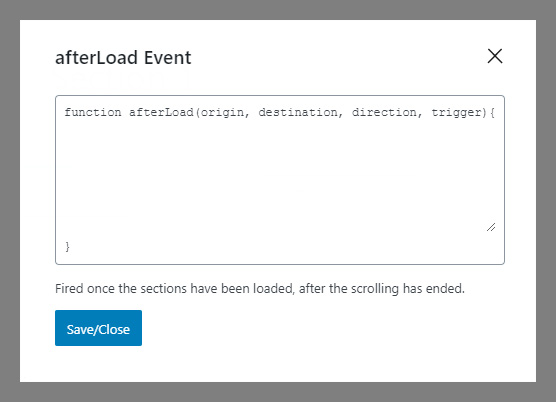 afterLoad Event
function afterLoad(origin, destination, direction, trigger){
}
Fired once the sections have been loaded, after the scrolling has ended.
Save/Close